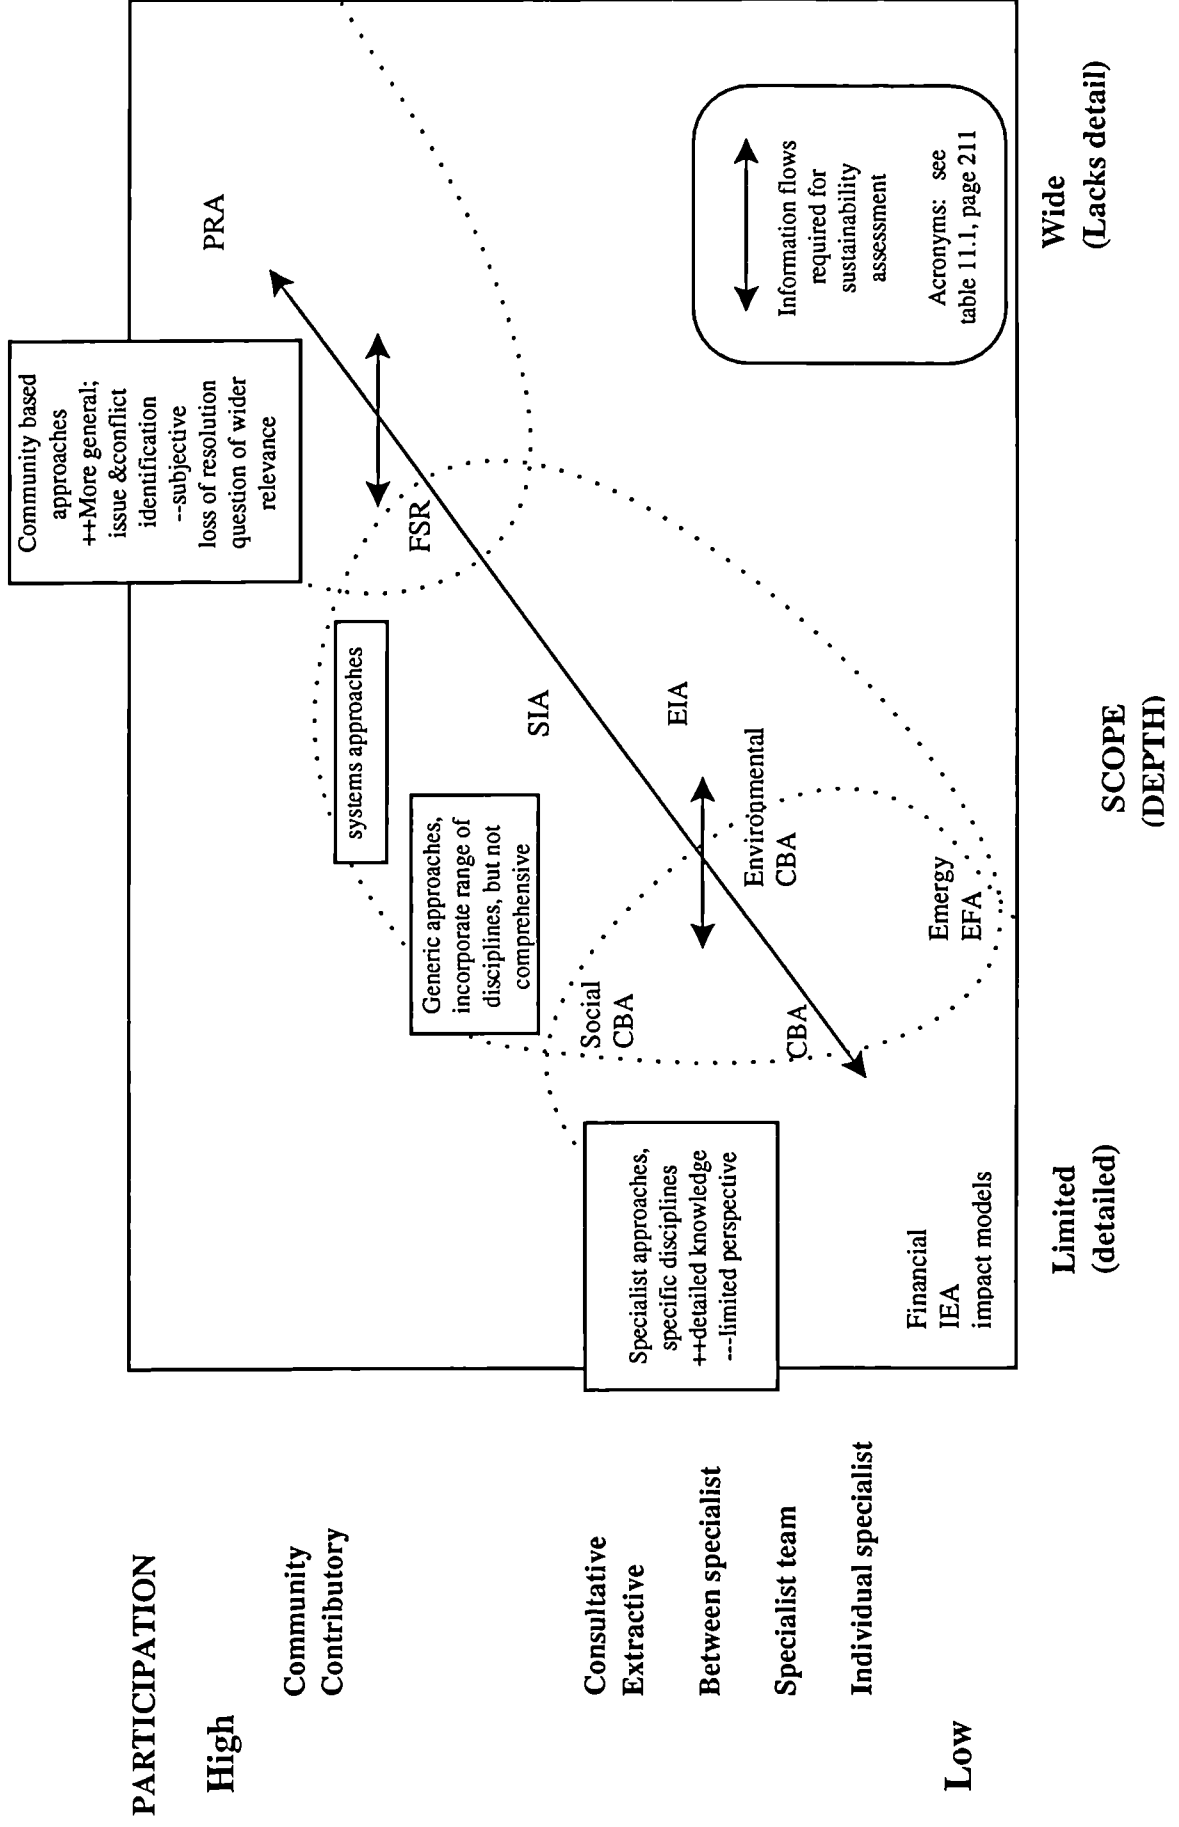 PARTICIPATION
High
Community
Contributory
Consultative
Extractive
Between specialist
Specialist team
Individual specialist
Low
Community based
approaches
++More general;
issue &conflict
identification
--subjective
loss of resolution
question of wider
relevance
PRA
FSR
systems approaches
Generic approaches,
incorporate range of
disciplines, but not
comprehensive
SIA
EIA
Social
CBA
Environmental
CBA
CBA
Emergy
EFA
Specialist approaches,
specific disciplines
++detailed knowledge
---limited perspective
Financial
IEA
impact models
Information flows
required for
sustainability
assessment
Acronyms: see
table 11.1, page 211
Limited
(detailed)
SCOPE
(DEPTH)
Wide
(Lacks detail)